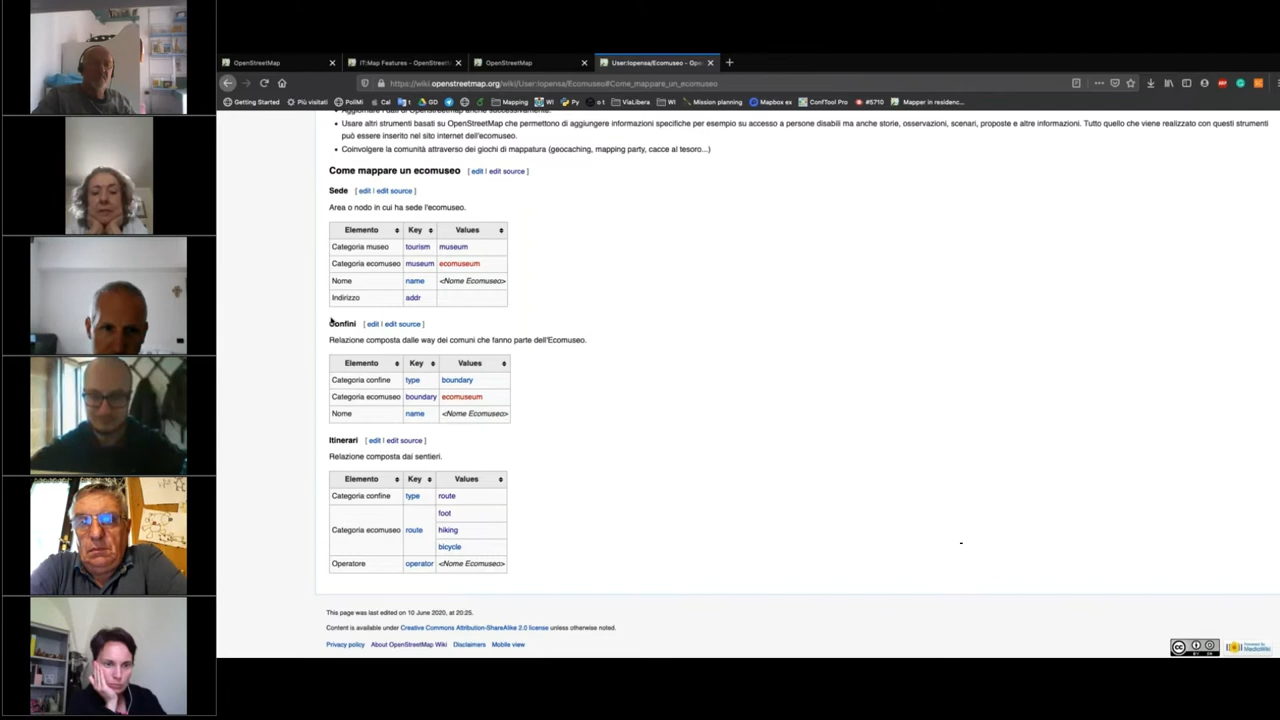 OpenStreetMap
IT:Map Features - OpenStreetM
OpenStreetMap
User:Iopensa/Ecomuseo - Ope
https://wiki.openstreetmap.org/wiki/User:Iopensa/Ecomuseo#Come_mappare_un_ecomuseo
Getting Started Più visitati PoliMi Cal GD Mapping WI Py o t ViaLibera WI Mission planning Mapbox ex ConfTool Pro #S710 Mapper in residenc...
Usare altri strumenti basati su OpenStreetMap che permettono di aggiungere informazioni specifiche per esempio su accesso a persone disabili ma anche storie, osservazioni, scenari, proposte e altre informazioni. Tutto quello che viene realizzato con questi strumenti
può essere inserito nel sito internet dell'ecomuseo.
Coinvolgere la comunità attraverso dei giochi di mappatura (geocaching, mapping party, cacce al tesoro...)
Come mappare un ecomuseo [ edit | edit source ]
Sede [ edit | edit source ]
Area o nodo in cui ha sede l'ecomuseo.
Elemento Key Values
Categoria museo tourism museum
Categoria ecomuseo museum ecomuseum
Nome name <Nome Ecomuseo>
Indirizzo addr
Confini [ edit | edit source ]
Relazione composta dalle way dei comuni che fanno parte dell'Ecomuseo.
Elemento Key Values
Categoria confine type boundary
Categoria ecomuseo boundary ecomuseum
Nome name <Nome Ecomuseo>
Itinerari [ edit | edit source ]
Relazione composta dai sentieri.
Elemento Key Values
Categoria confine type route
foot
Categoria ecomuseo route hiking
bicycle
Operatore operator <Nome Ecomuseo>
This page was last edited on 10 June 2020, at 20:25.
Content is available under Creative Commons Attribution-ShareAlike 2.0 license unless otherwise noted.
Privacy policy About OpenStreetMap Wiki Disclaimers Mobile view
MediaWiki